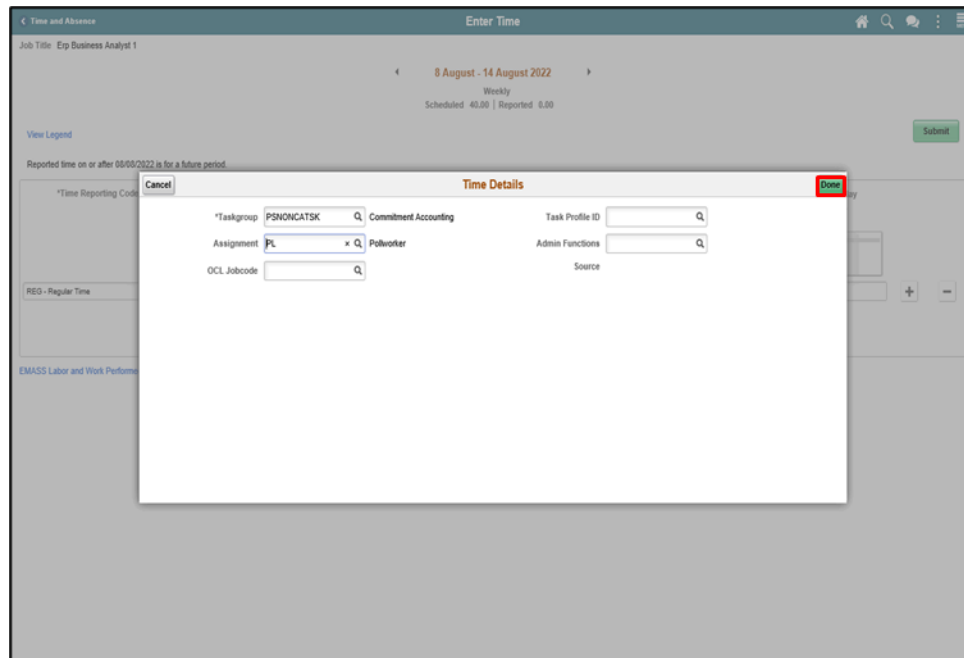 Time and Absence
Enter Time
Job Title Erp Business Analyst 1
8 August - 14 August 2022
Weekly
Scheduled 40.00 | Reported 0.00
View Legend
Submit
Reported time on or after 08/08/2022 is for a future period.
*Time Reporting Code
Cancel
Time Details
Done
ay
*Taskgroup PSNONCATSK Commitment Accounting
Task Profile ID
Assignment PL × Pollworker
Admin Functions
OCL Jobcode
Source
REG - Regular Time
EMASS Labor and Work Performe